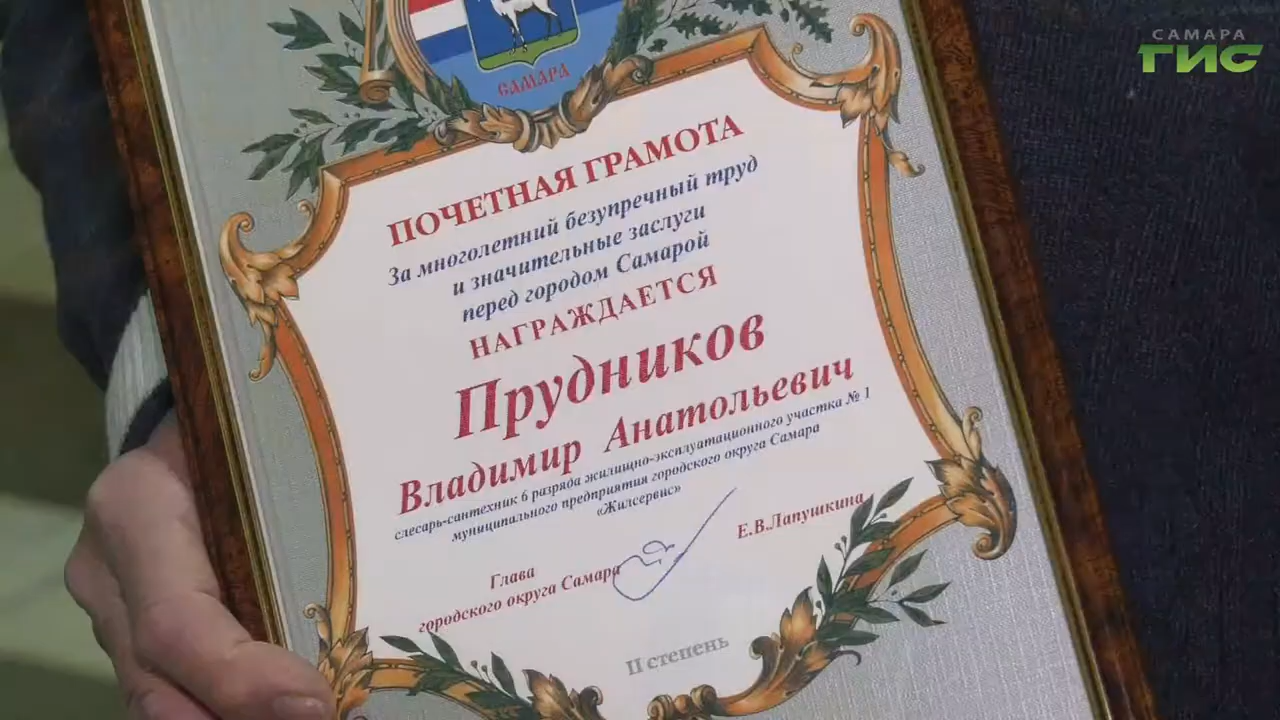 САМАРА
ГИС
САМАРА
ПОЧЕТНАЯ ГРАМОТА
За многолетний безупречный труд
и значительные заслуги
перед городом Самарой
НАГРАЖДАЕТСЯ
Прудников
Владимир Анатольевич
слесарь-сантехник 6 разряда жилищно-эксплуатационного участка № 1
муниципального предприятия городского округа Самара
«Жилсервис»
Глава
городского округа Самара
Е.В.Лапушкина
II степень